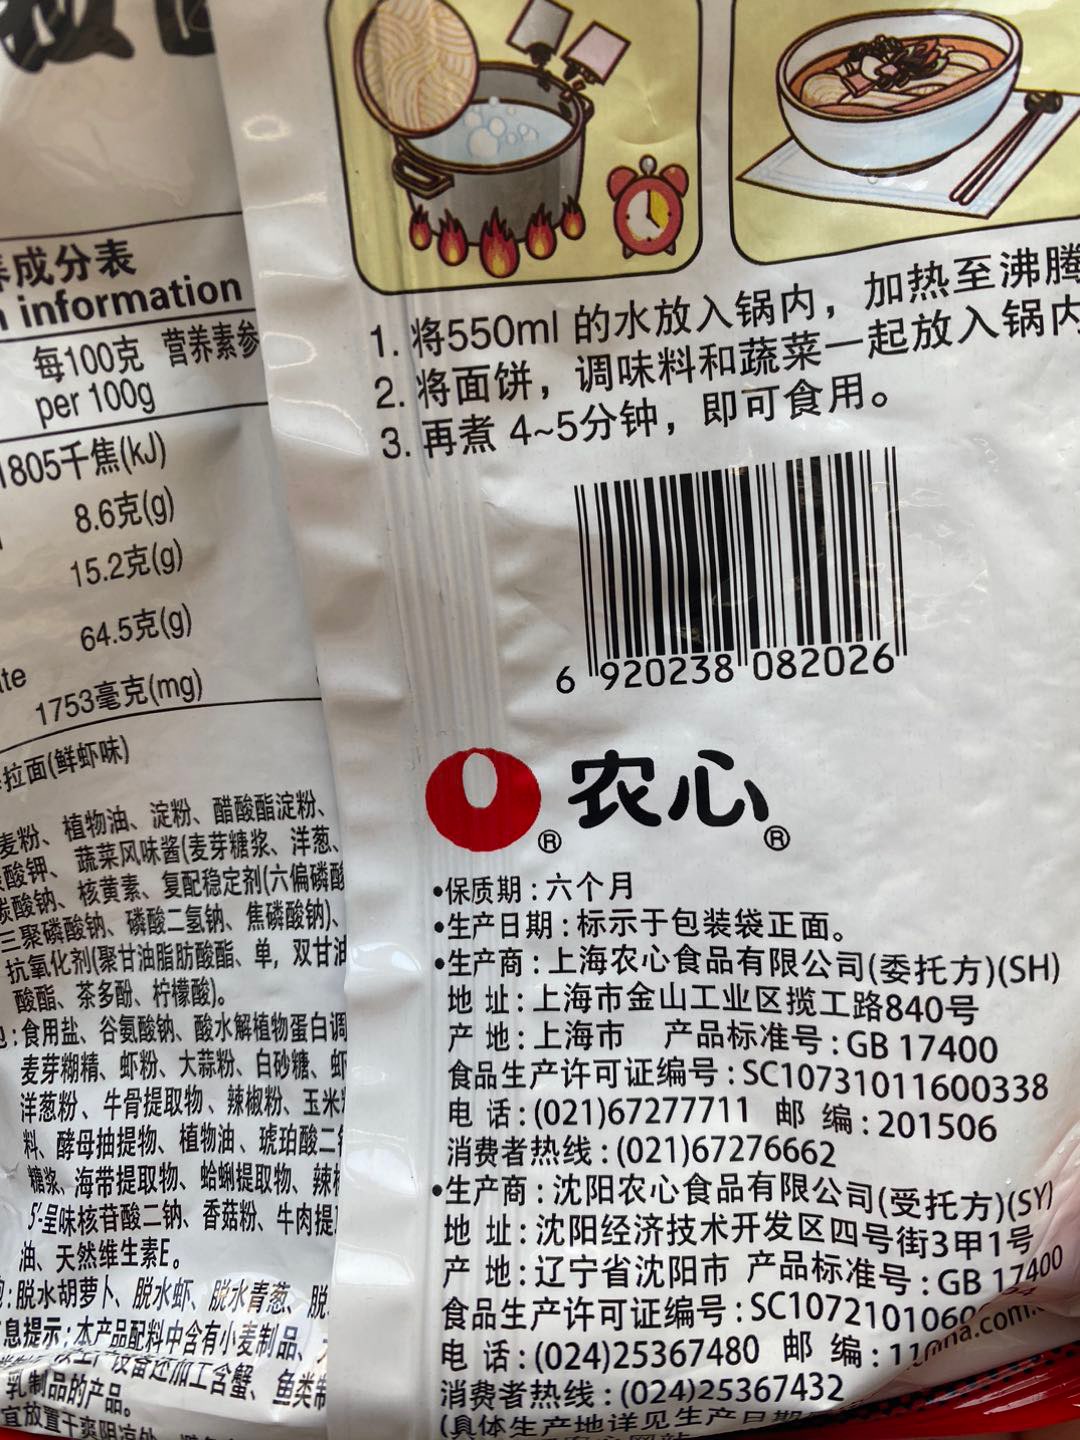 成分表
information
每100克 营养素参
per 100g
1805千焦(kJ)
8.6克(g)
15.2克(g)
64.5克(g)
1753毫克(mg)
拉面(鲜虾味)
麦粉、植物油、淀粉、醋酸酯淀粉、
酸钾、蔬菜风味酱(麦芽糖浆、洋葱、
碳酸钠、核黄素、复配稳定剂(六偏磷酸
三聚磷酸钠、磷酸二氢钠、焦磷酸钠)、
抗氧化剂(聚甘油脂肪酸酯、单,双甘油
酸酯、茶多酚、柠檬酸)。
:食用盐、谷氨酸钠、酸水解植物蛋白调
麦芽糊精、虾粉、大蒜粉、白砂糖、虾
洋葱粉、牛骨提取物、辣椒粉、玉米
料、酵母抽提物、植物油、琥珀酸二
糖浆、海带提取物、蛤蜊提取物、辣
5'-呈味核苷酸二钠、香菇粉、牛肉提
油、天然维生素E。
:脱水胡萝卜、脱水虾、脱水青葱、脱
息提示:本产品配料中含有小麦制品、
生产设备还加工含蟹、鱼类制
乳制品的产品。
宜放置干爽阴凉处
1. 将550ml 的水放入锅内，加热至沸腾
2. 将面饼，调味料和蔬菜一起放入锅内
3. 再煮 4~5分钟，即可食用。
6 920238 082026
农心
®
®
•保质期:六个月
•生产日期:标示于包装袋正面。
•生产商:上海农心食品有限公司(委托方)(SH)
地 址:上海市金山工业区揽工路840号
产 地:上海市 产品标准号:GB 17400
食品生产许可证编号:SC10731011600338
电 话:(021)67277711 邮 编:201506
消费者热线:(021)67276662
•生产商:沈阳农心食品有限公司(受托方)(SY)
地 址:沈阳经济技术开发区四号街3甲1号
产 地:辽宁省沈阳市 产品标准号:GB 17400
食品生产许可证编号:SC107210106
电 话:(024)25367480 邮 编:11
消费者热线:(024)25367432
(具体生产地详见生产日期